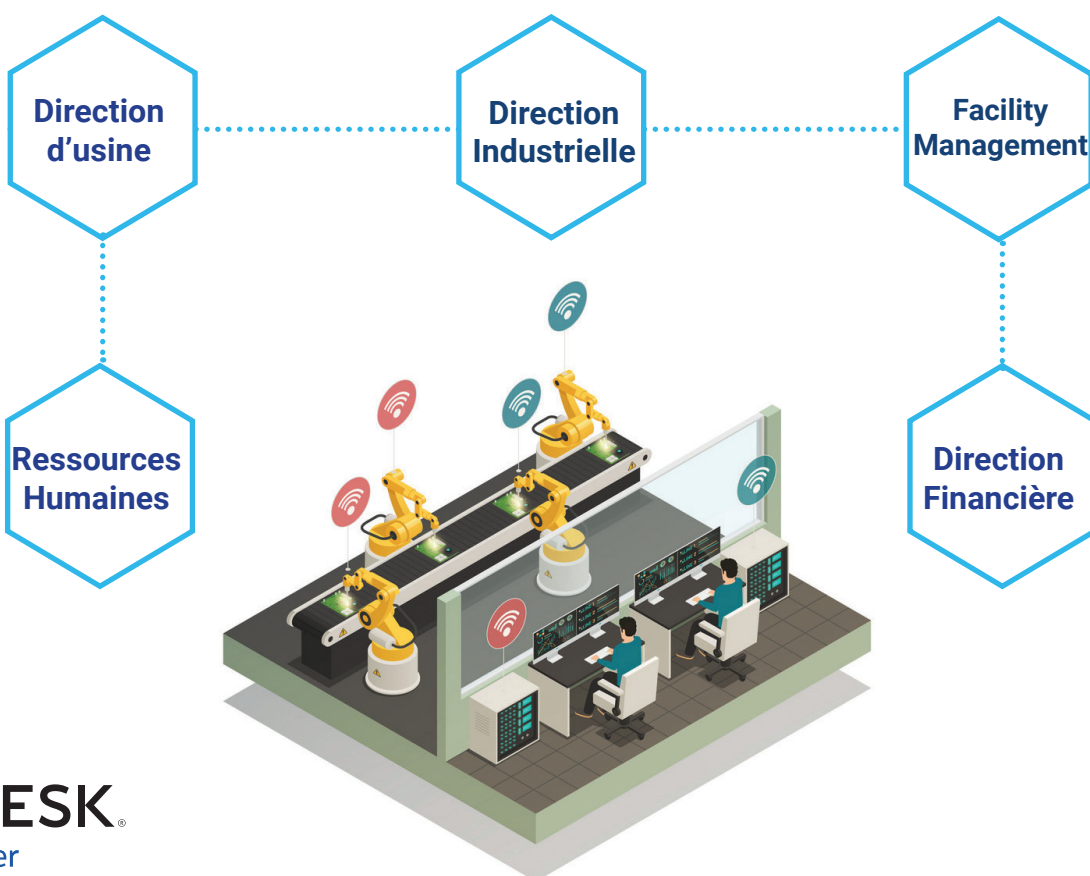 Direction
d’usine
Direction
Industrielle
Facility
Management
Ressources
Humaines
Direction
Financière
ESK®
er